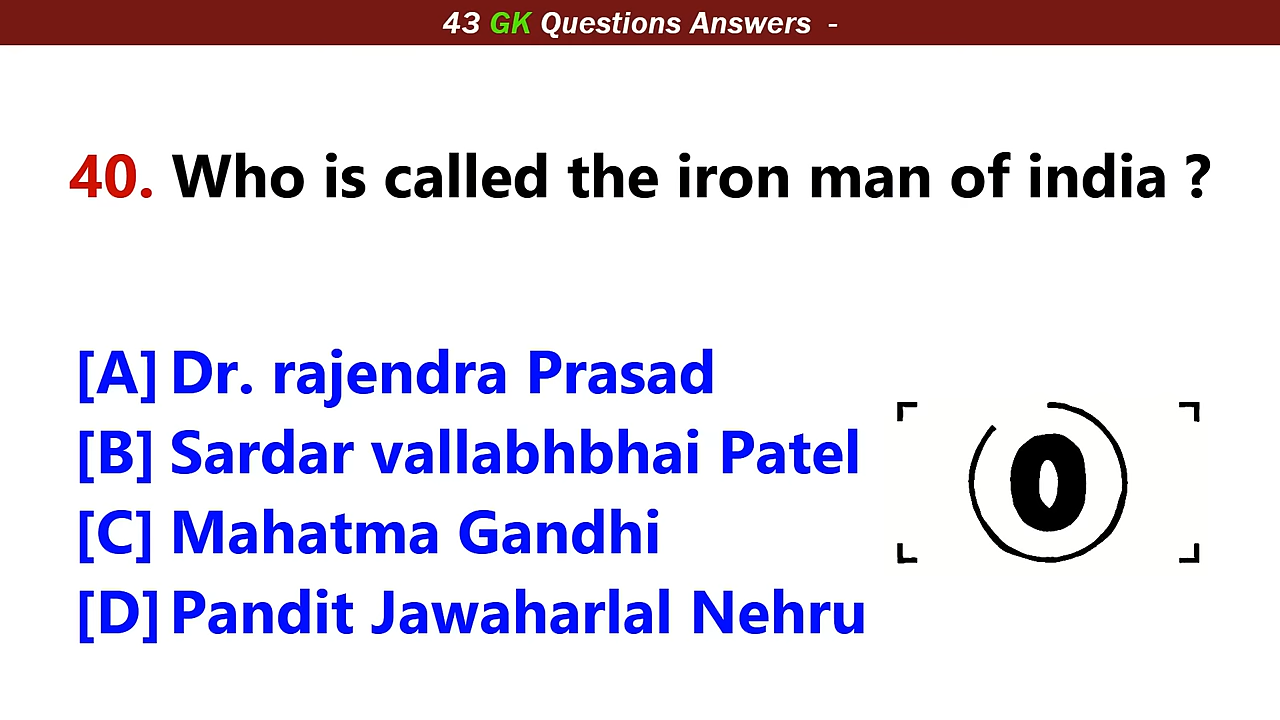 43 GK Questions Answers -
40. Who is called the iron man of india ?
[A] Dr. rajendra Prasad
[B] Sardar vallabhbhai Patel
[C] Mahatma Gandhi
[D] Pandit Jawaharlal Nehru
0